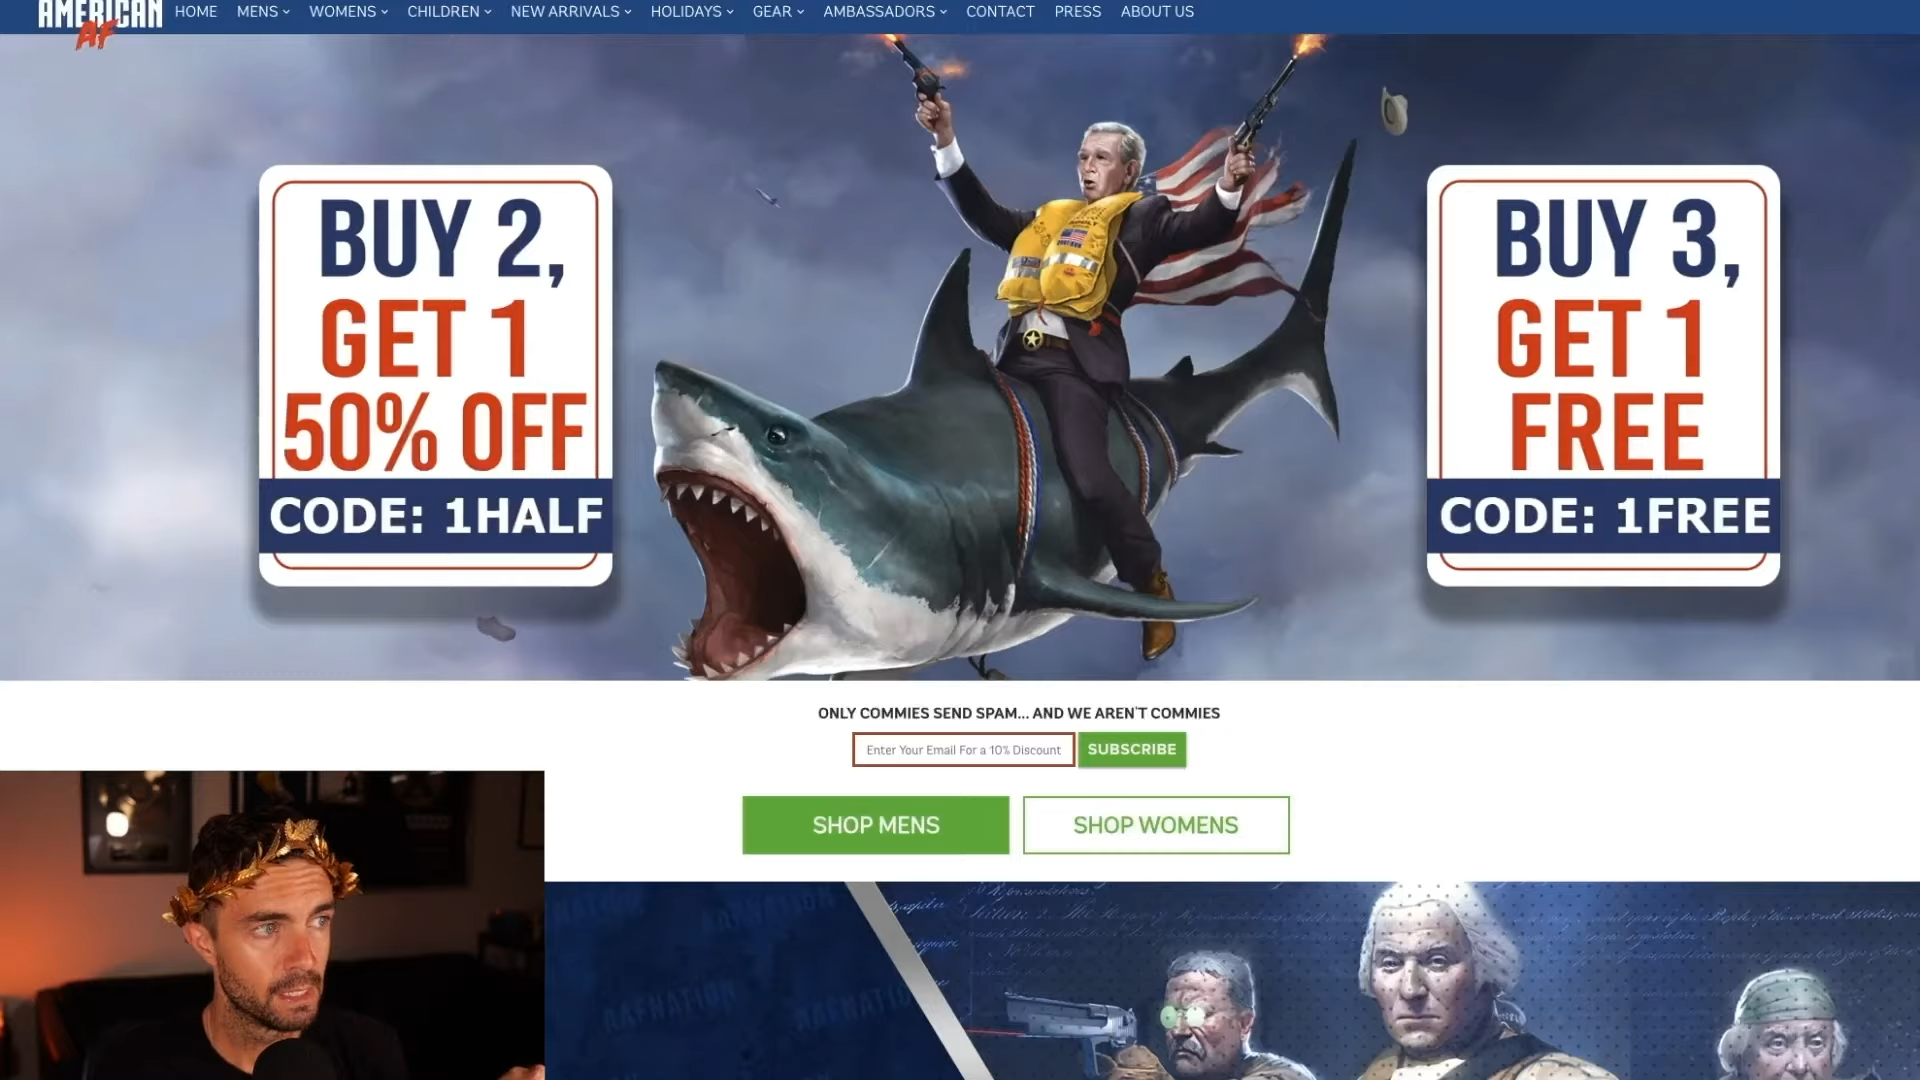 AMERICAN
AF
HOME MENS WOMENS CHILDREN NEW ARRIVALS HOLIDAYS GEAR AMBASSADORS CONTACT PRESS ABOUT US
BUY 2,
GET 1
50% OFF
CODE: 1HALF
BUY 3,
GET 1
FREE
CODE: 1FREE
ONLY COMMIES SEND SPAM... AND WE AREN'T COMMIES
Enter Your Email For a 10% Discount
SUBSCRIBE
SHOP MENS
SHOP WOMENS
AAFNATION